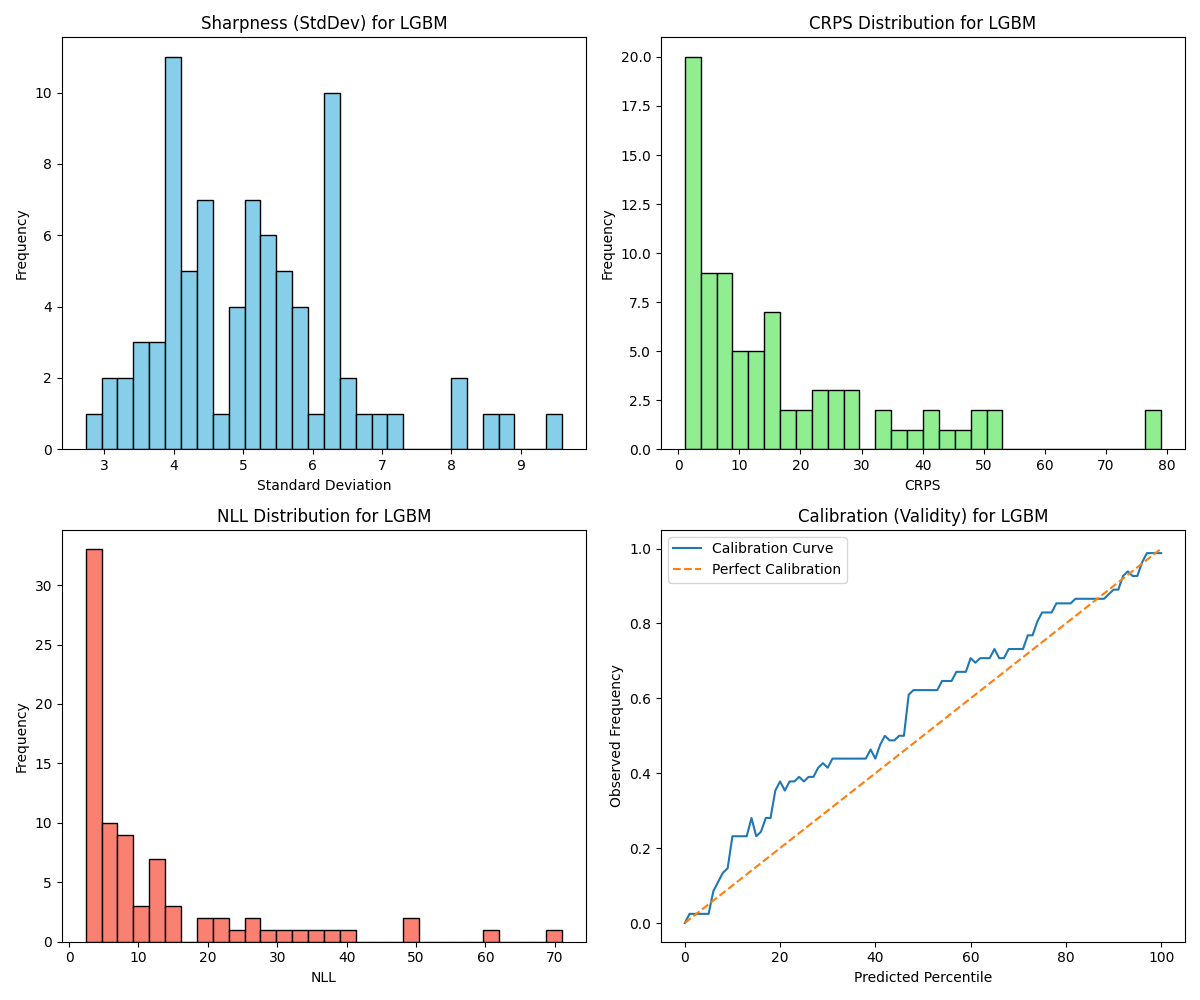 Sharpness (StdDev) for LGBM
Frequency
10
8
6
4
2
0
3 4 5 6 7 8 9
Standard Deviation
CRPS Distribution for LGBM
Frequency
20.0
17.5
15.0
12.5
10.0
7.5
5.0
2.5
0.0
0 10 20 30 40 50 60 70 80
CRPS
NLL Distribution for LGBM
Frequency
30
25
20
15
10
5
0
0 10 20 30 40 50 60 70
NLL
Calibration (Validity) for LGBM
Calibration Curve
Perfect Calibration
Observed Frequency
1.0
0.8
0.6
0.4
0.2
0.0
0 20 40 60 80 100
Predicted Percentile